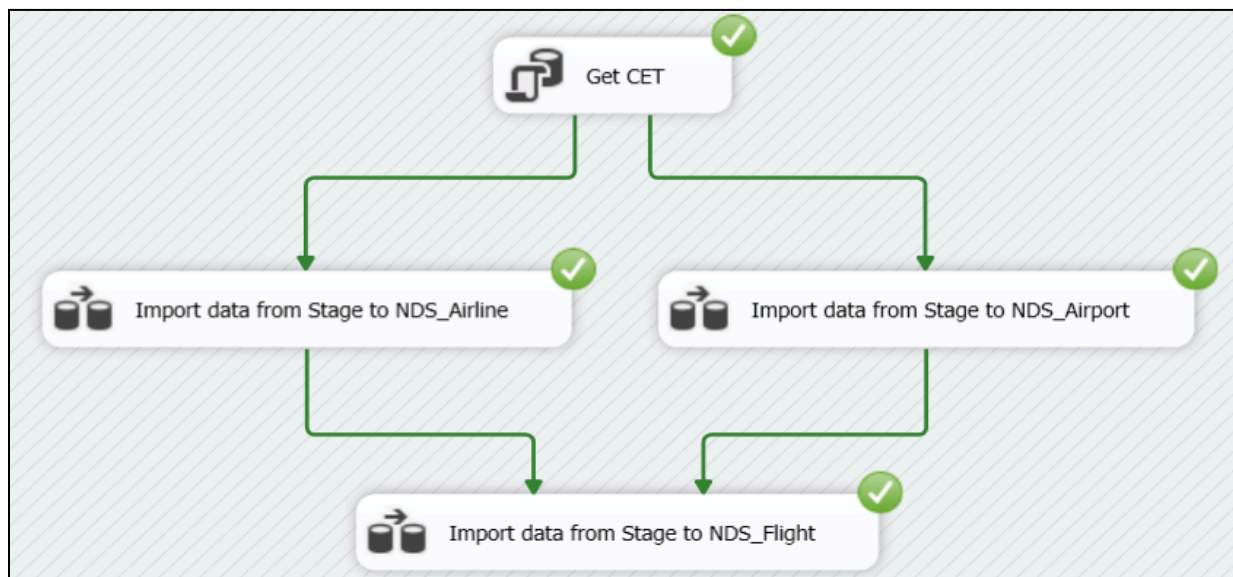 Get CET
Import data from Stage to NDS_Airline
Import data from Stage to NDS_Airport
Import data from Stage to NDS_Flight